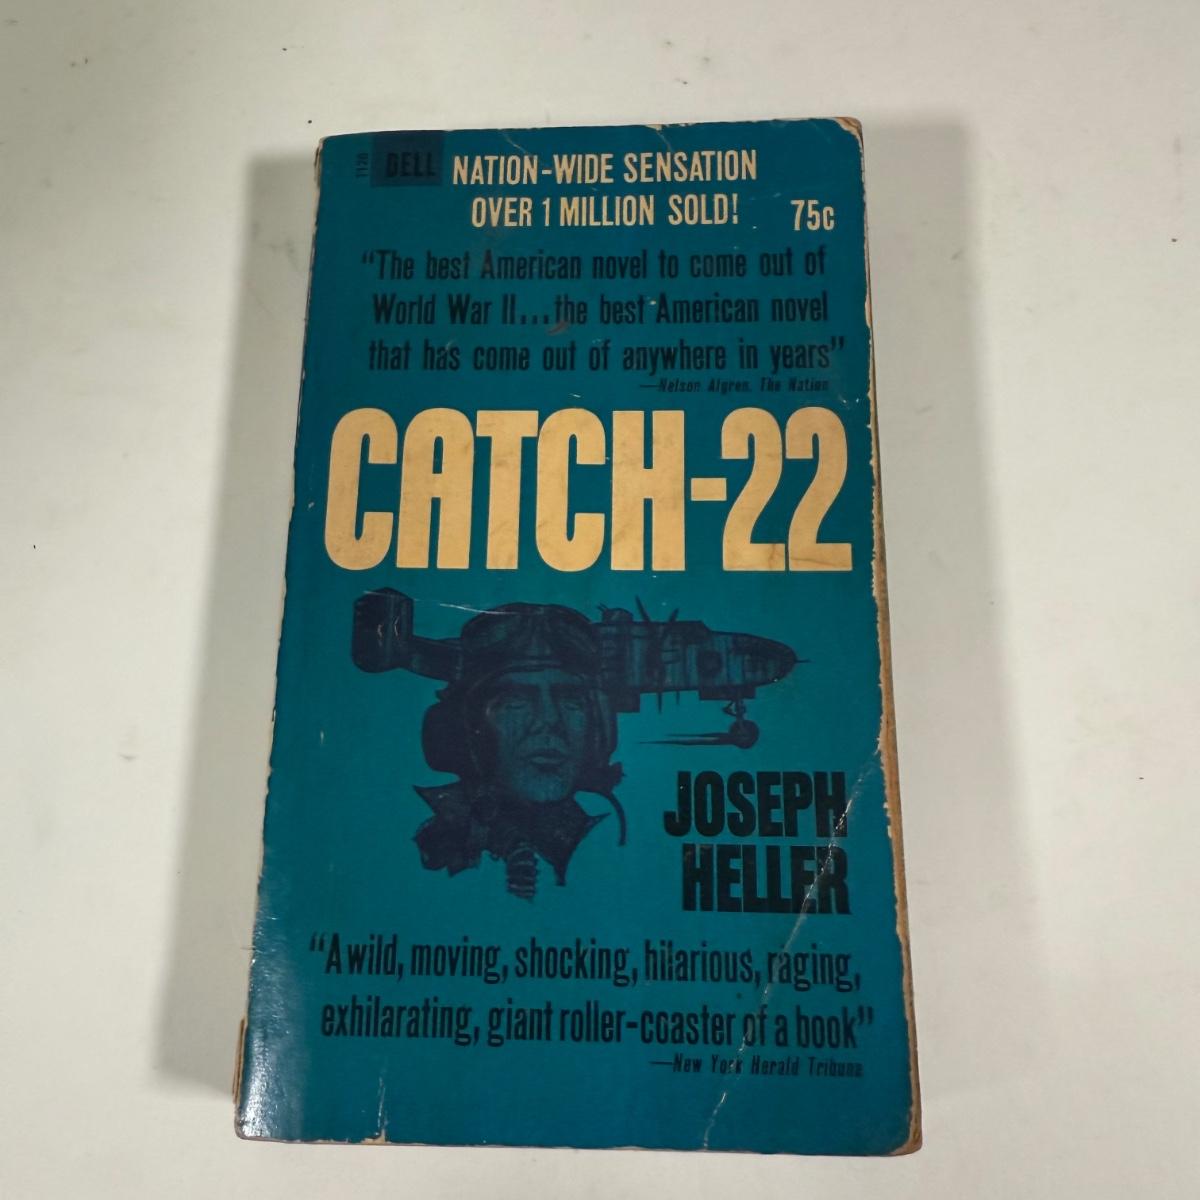 1120
DELL
NATION-WIDE SENSATION
OVER 1 MILLION SOLD!
75c
"The best American novel to come out of
World War II...the best American novel
that has come out of anywhere in years"
—Nelson Algren, The Nation
CATCH-22
JOSEPH
HELLER
"A wild, moving, shocking, hilarious, raging,
exhilarating, giant roller-coaster of a book"
—New York Herald Tribune